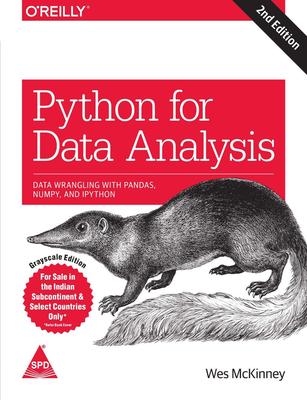 O'REILLY®
2nd Edition
Python for
Data Analysis
DATA WRANGLING WITH PANDAS,
NUMPY, AND IPYTHON
Grayscale Edition
For Sale in
the Indian
Subcontinent &
Select Countries
Only*
*Refer Back Cover
SPD
Wes McKinney